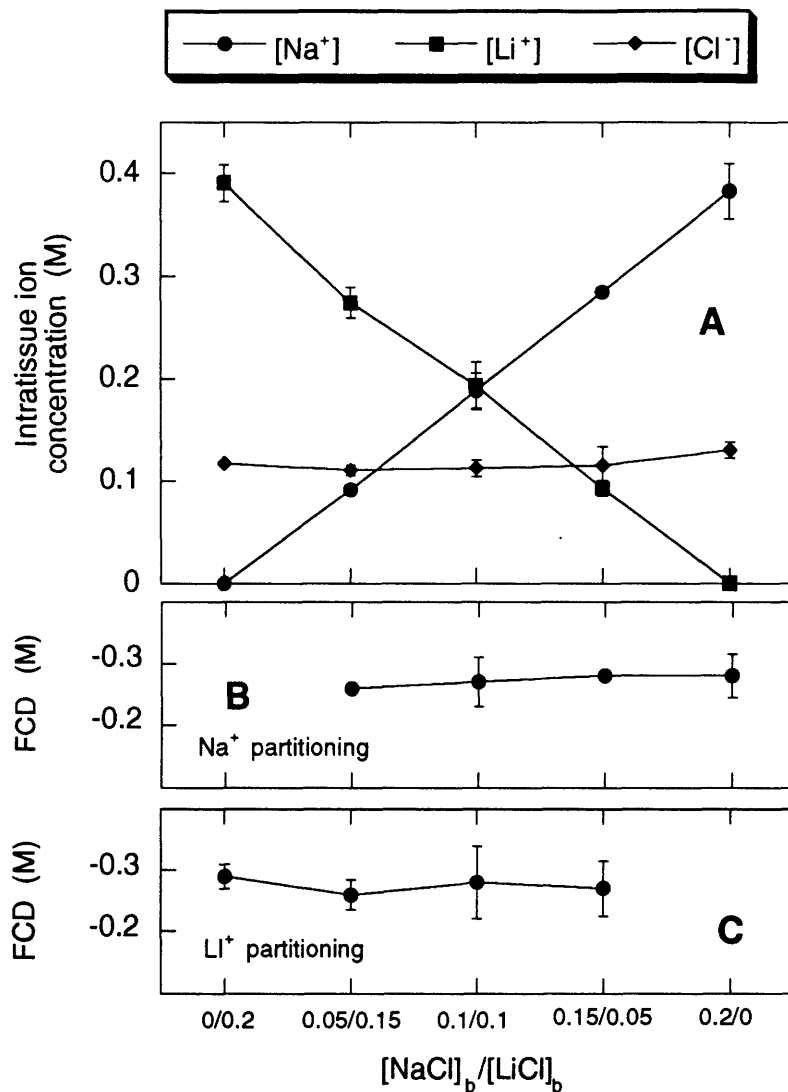 [Na⁺] [Li⁺] [Cl⁻]
Intratissue ion
concentration (M)
0.4
0.3
0.2
0.1
0
A
FCD (M)
-0.3
-0.2
B
Na⁺ partitioning
FCD (M)
-0.3
-0.2
C
LI⁺ partitioning
0/0.2 0.05/0.15 0.1/0.1 0.15/0.05 0.2/0
[NaCl]b/[LiCl]b